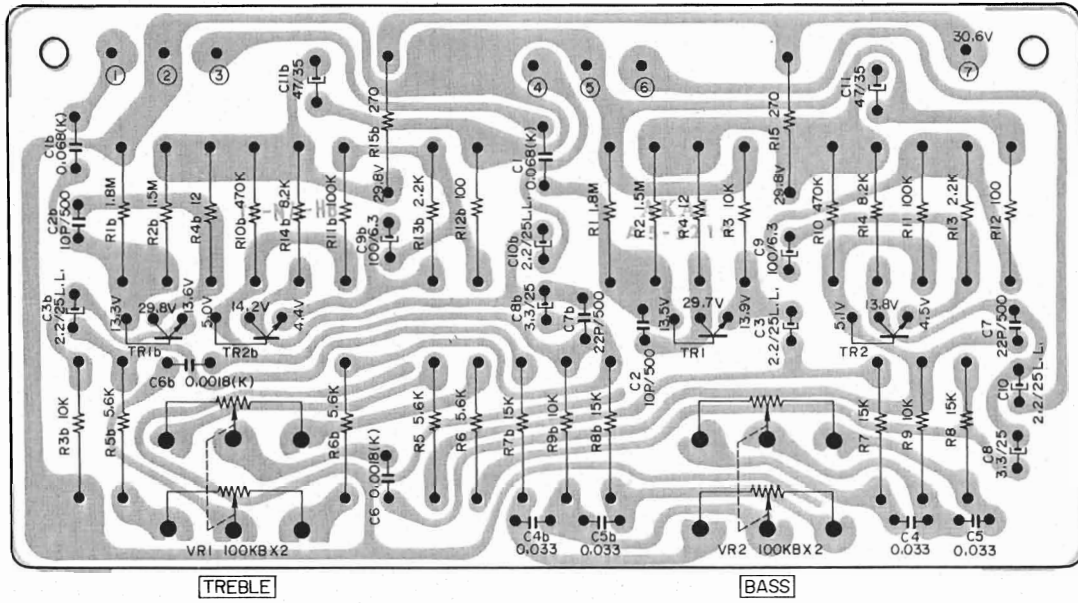 30.6V
① ② ③ ④ ⑤ ⑥ ⑦
C11b 47/35
R15b 270
29.8V
C11 47/35
R15 270
29.8V
C1b 0.068(K)
C2b 10P/500
R1b 1.8M
R2b 1.5M
R4b 12
R10b 470K
R14b 8.2K
R11b 100K
C9b 100/6.3
R13b 2.2K
R12b 100
C1 0.068(K)
C10b 2.2/25L.L.
R1 1.8M
R2 1.5M
R4 12
R3 10K
C9 100/6.3
R10 470K
R14 8.2K
R11 100K
R13 2.2K
R12 100
C3b 2.2/25L.L.
13.3V
29.8V
13.6V
TR1b
5.0V
14.2V
4.4V
TR2b
C8b 3.3/25
C7b 22P/500
C2 10P/500
13.5V
29.7V
13.9V
TR1
C3 2.2/25L.L.
5.1V
13.8V
4.5V
TR2
C7 22P/500
C10 2.2/25L.L.
C8 3.3/25
C6b 0.0018(K)
R3b 10K
R5b 5.6K
R6b 5.6K
C6 0.0018(K)
R5 5.6K
R6 5.6K
R7b 15K
R9b 10K
R8b 15K
R7 15K
R9 10K
R8 15K
VR1 100KBX2
C4b 0.033
C5b 0.033
VR2 100KBX2
C4 0.033
C5 0.033
TREBLE
BASS